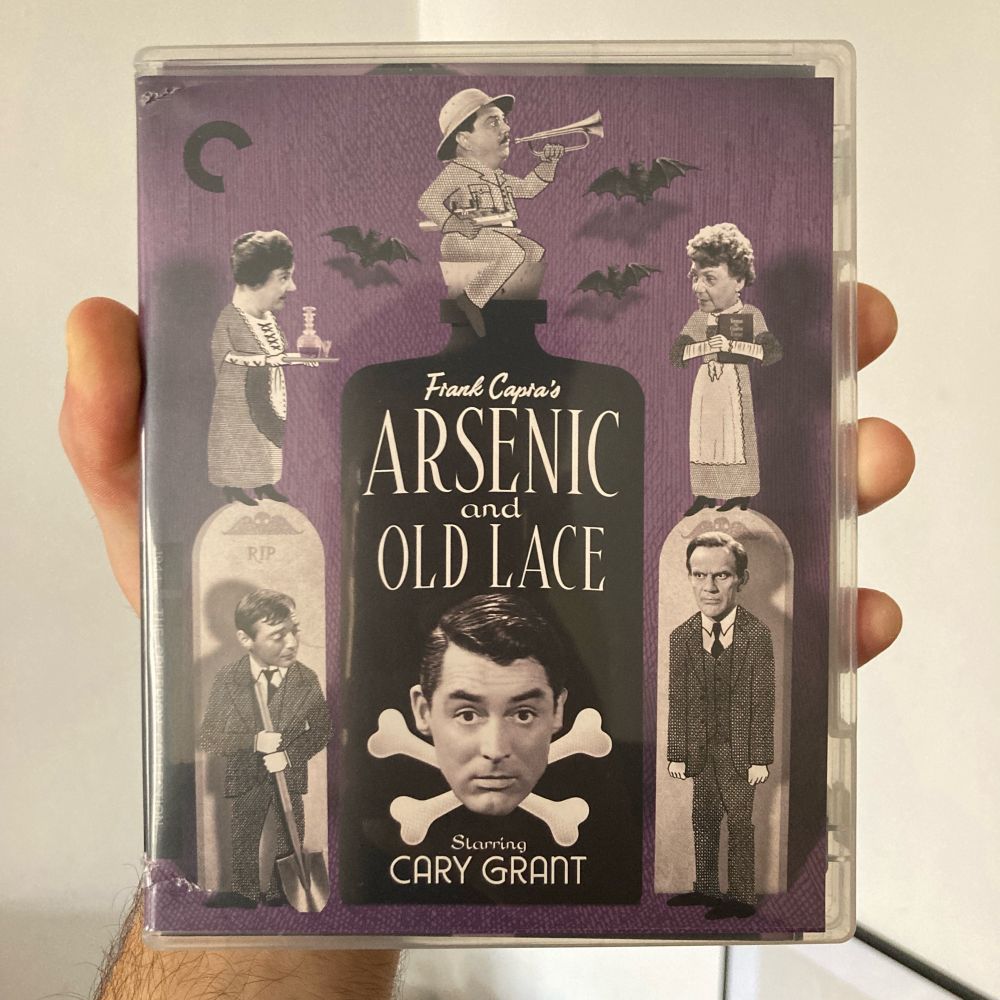 Frank Capra's
ARSENIC
and
OLD LACE
RIP
Starring
CARY GRANT